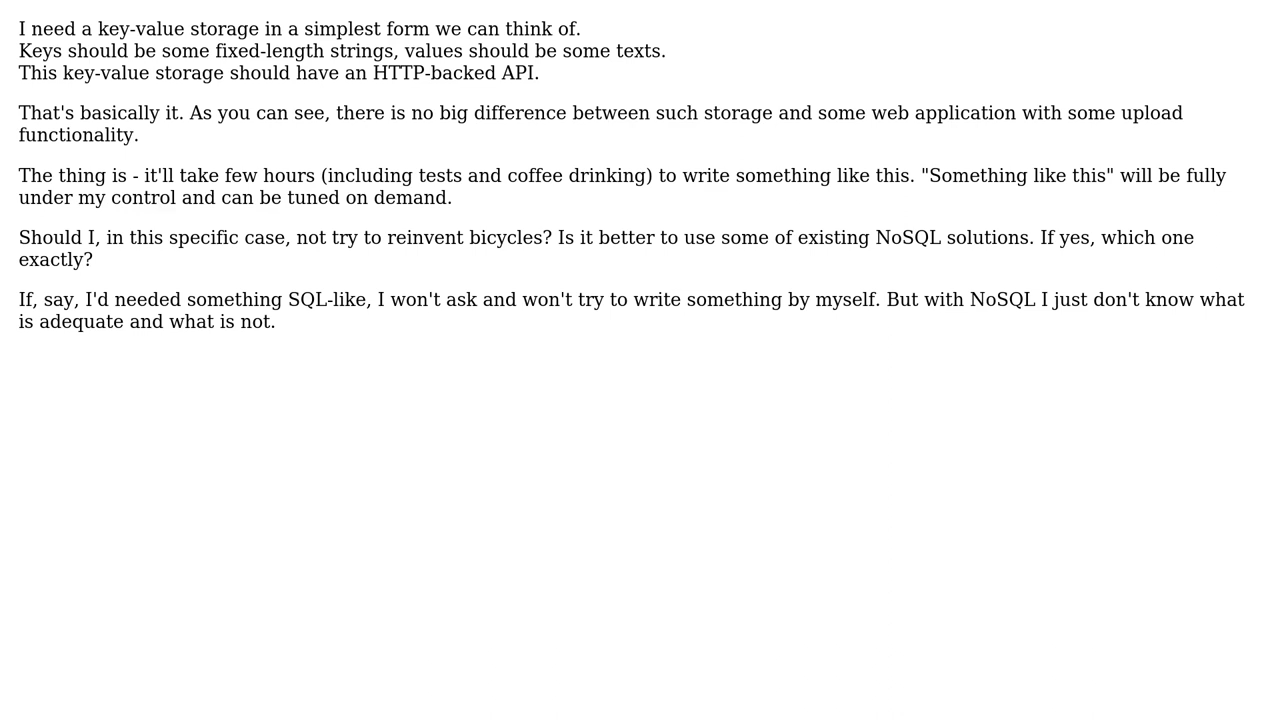 I need a key-value storage in a simplest form we can think of.
Keys should be some fixed-length strings, values should be some texts.
This key-value storage should have an HTTP-backed API.
That's basically it. As you can see, there is no big difference between such storage and some web application with some upload
functionality.
The thing is - it'll take few hours (including tests and coffee drinking) to write something like this. "Something like this" will be fully
under my control and can be tuned on demand.
Should I, in this specific case, not try to reinvent bicycles? Is it better to use some of existing NoSQL solutions. If yes, which one
exactly?
If, say, I'd needed something SQL-like, I won't ask and won't try to write something by myself. But with NoSQL I just don't know what
is adequate and what is not.